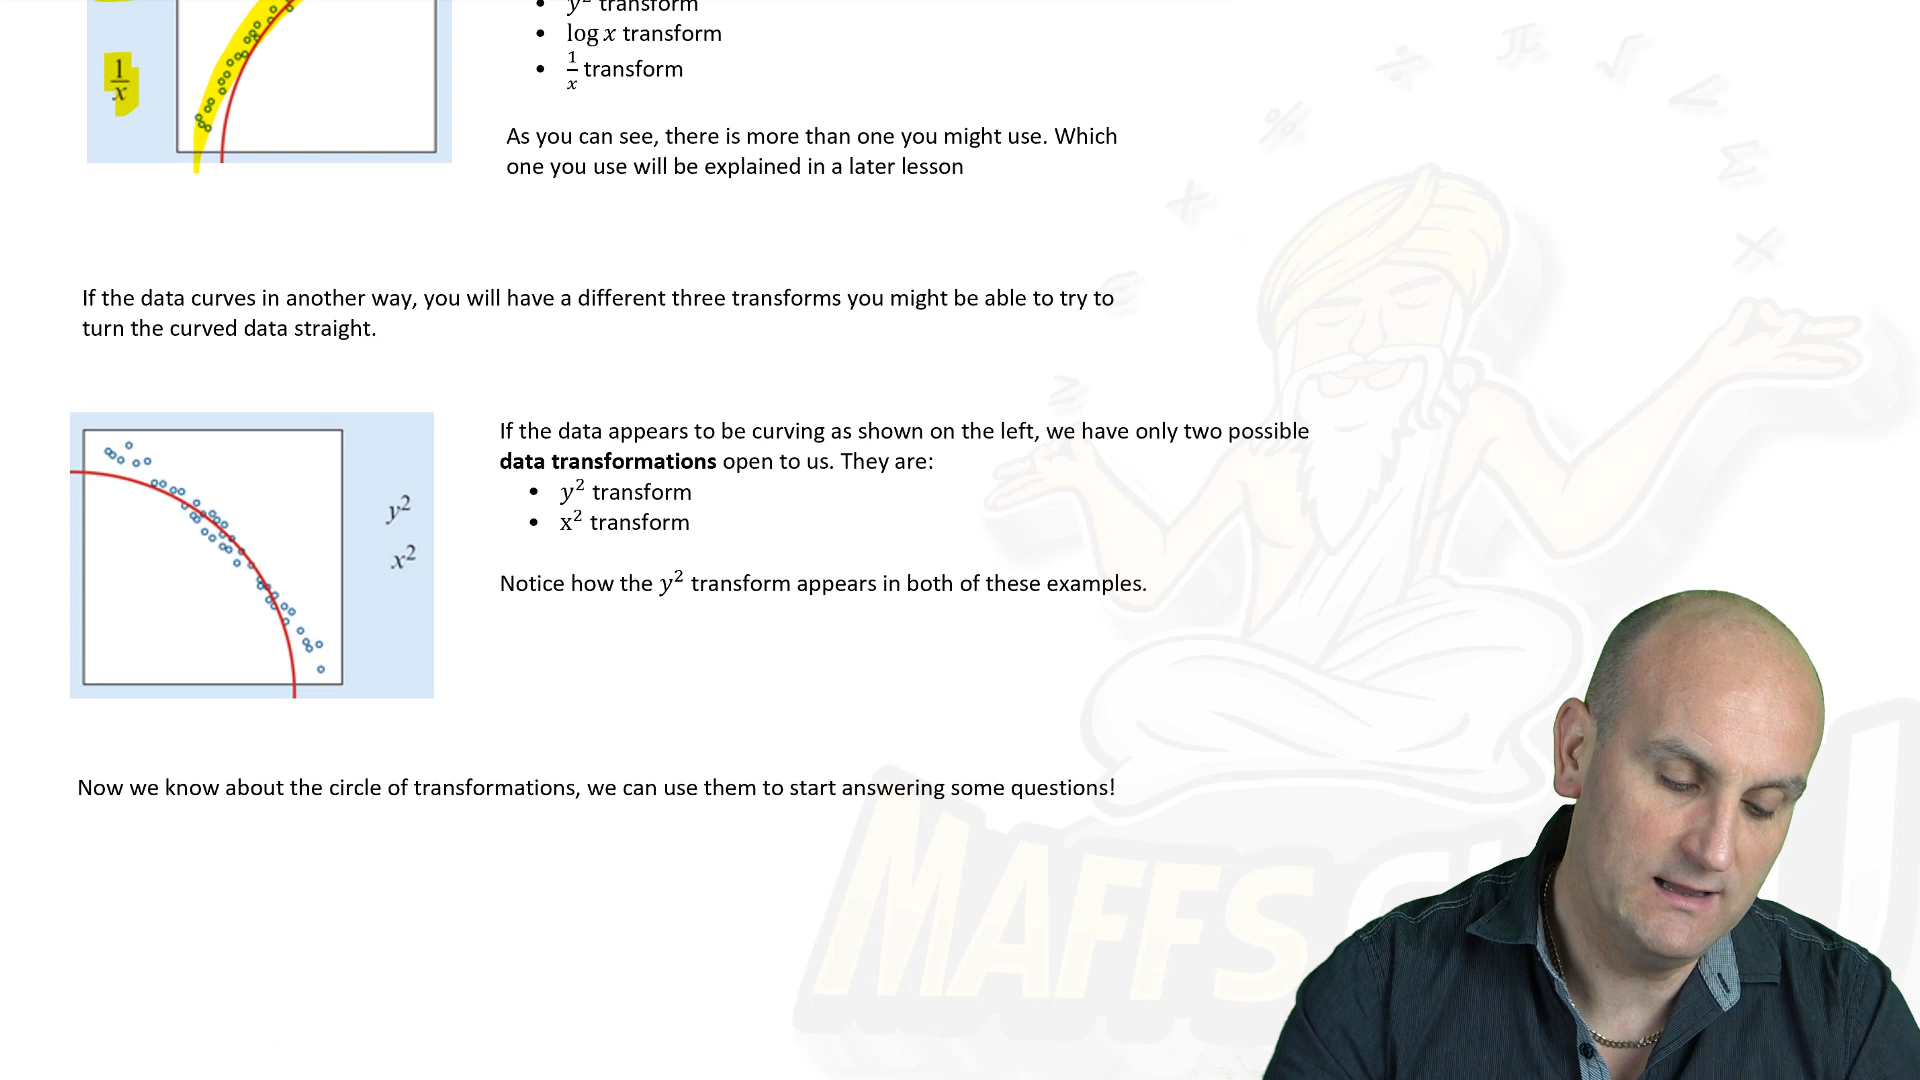 • y² transform
• log x transform
1/x
• 1/x transform
As you can see, there is more than one you might use. Which
one you use will be explained in a later lesson
If the data curves in another way, you will have a different three transforms you might be able to try to
turn the curved data straight.
If the data appears to be curving as shown on the left, we have only two possible
data transformations open to us. They are:
• y² transform
• x² transform
y²
x²
Notice how the y² transform appears in both of these examples.
Now we know about the circle of transformations, we can use them to start answering some questions!
MAFFS